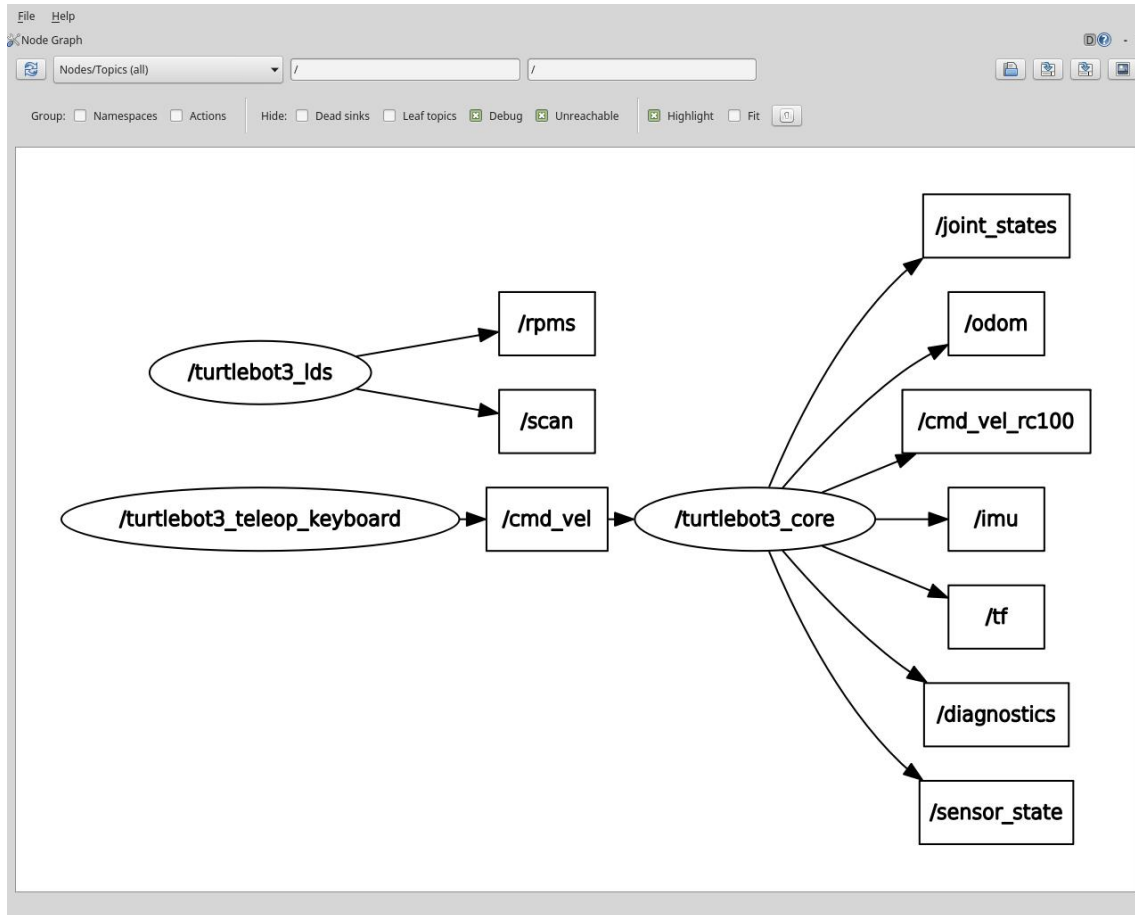 File Help
Node Graph
D ? -
Nodes/Topics (all) / /
Group: Namespaces Actions Hide: Dead sinks Leaf topics Debug Unreachable Highlight Fit
/joint_states
/rpms
/odom
/turtlebot3_lds
/scan
/cmd_vel_rc100
/turtlebot3_teleop_keyboard
/cmd_vel
/turtlebot3_core
/imu
/tf
/diagnostics
/sensor_state